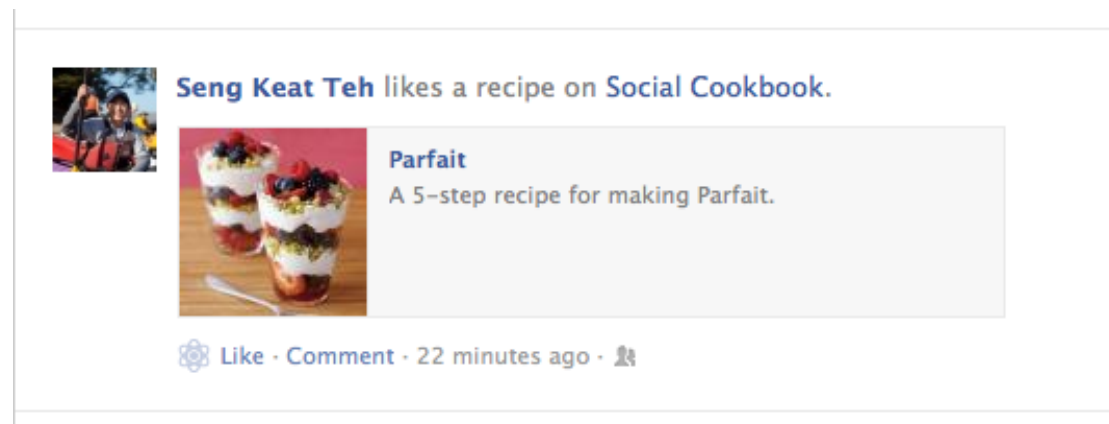 Seng Keat Teh likes a recipe on Social Cookbook.
Parfait
A 5-step recipe for making Parfait.
Like · Comment · 22 minutes ago ·